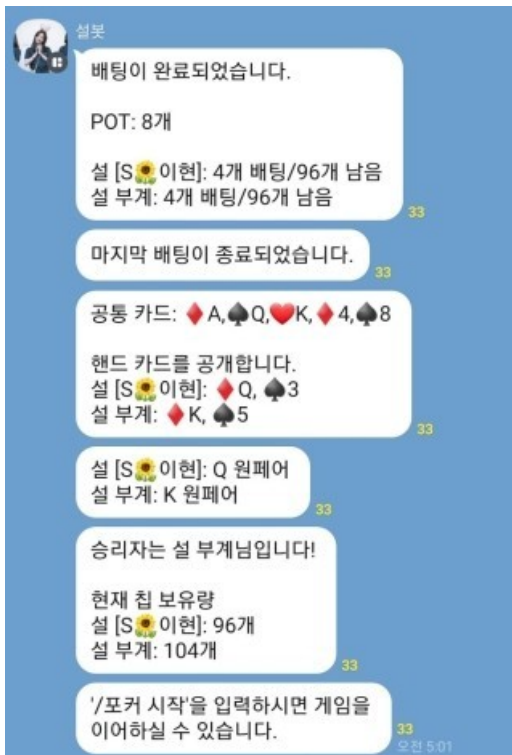 설봇
배팅이 완료되었습니다.
POT: 8개
설 [S🌻이현]: 4개 배팅/96개 남음
설 부계: 4개 배팅/96개 남음
33
마지막 배팅이 종료되었습니다.
33
공통 카드: ♦️A,♠️Q,❤️K,♦️4,♠️8
핸드 카드를 공개합니다.
설 [S🌻이현]: ♦️Q, ♠️3
설 부계: ♦️K, ♠️5
33
설 [S🌻이현]: Q 원페어
설 부계: K 원페어
33
승리자는 설 부계님입니다!
현재 칩 보유량
설 [S🌻이현]: 96개
설 부계: 104개
33
'/포커 시작'을 입력하시면 게임을
이어하실 수 있습니다.
33
오전 5:01